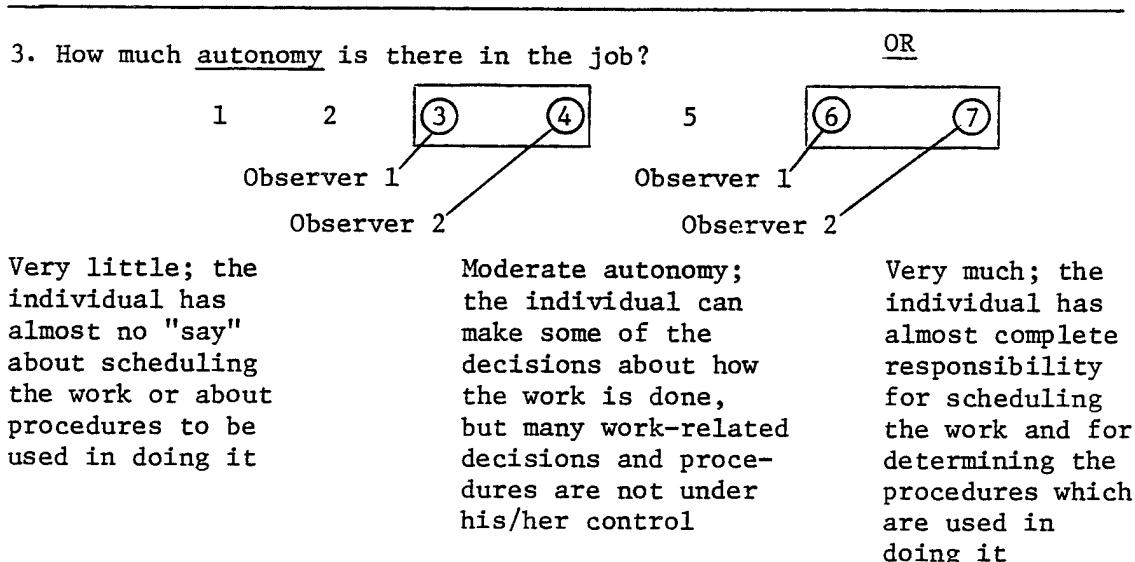 3. How much autonomy is there in the job?
OR
1 2 3 4 5 6 7
Observer 1 Observer 1
Observer 2 Observer 2
Very little; the
individual has
almost no "say"
about scheduling
the work or about
procedures to be
used in doing it
Moderate autonomy;
the individual can
make some of the
decisions about how
the work is done,
but many work-related
decisions and proce-
dures are not under
his/her control
Very much; the
individual has
almost complete
responsibility
for scheduling
the work and for
determining the
procedures which
are used in
doing it